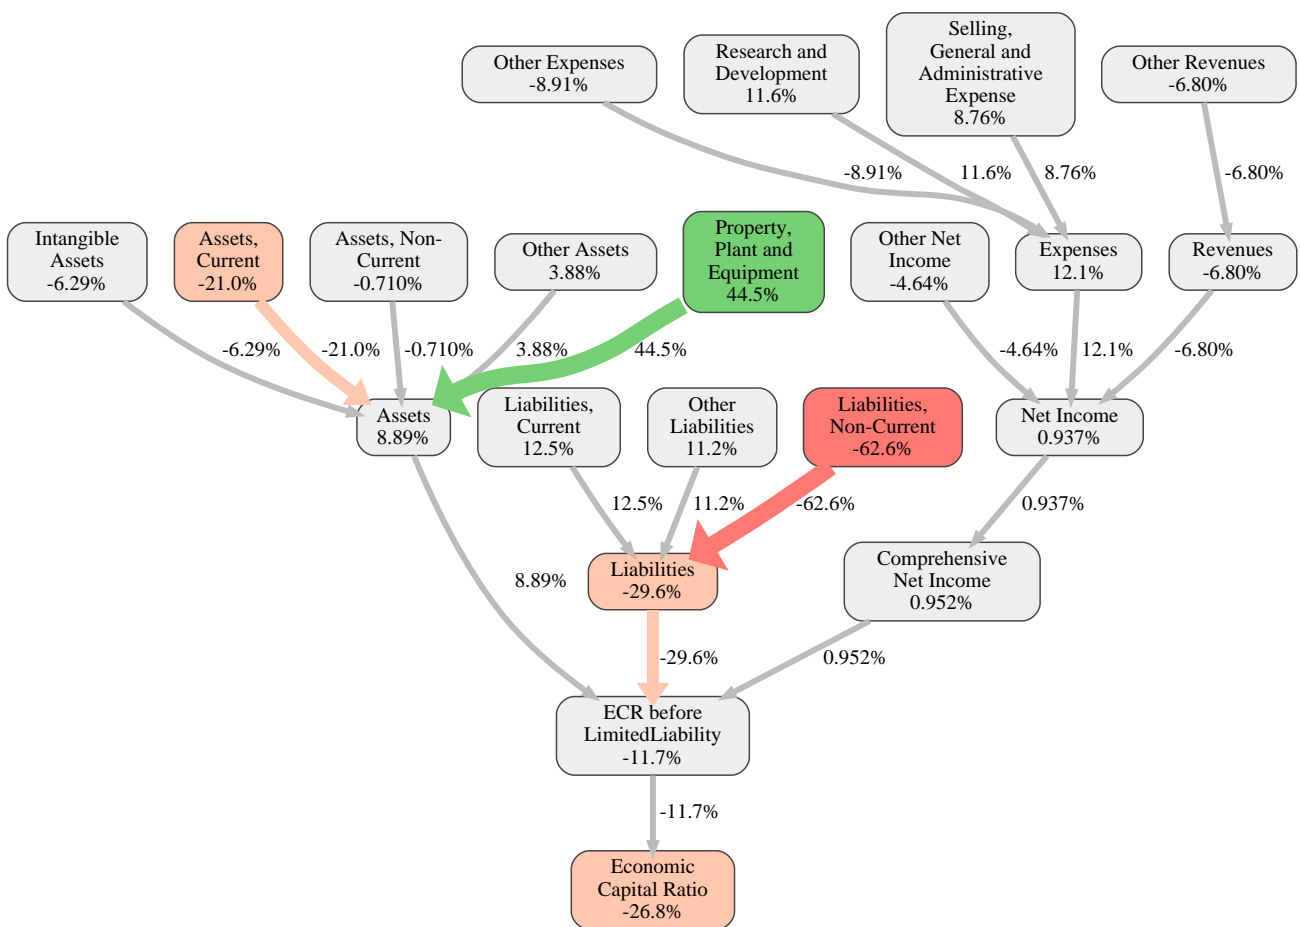 Other Expenses
-8.91%
Research and
Development
11.6%
Selling,
General and
Administrative
Expense
8.76%
Other Revenues
-6.80%
-8.91%
11.6%
8.76%
-6.80%
Intangible
Assets
-6.29%
Assets,
Current
-21.0%
Assets, Non-
Current
-0.710%
Other Assets
3.88%
Property,
Plant and
Equipment
44.5%
Other Net
Income
-4.64%
Expenses
12.1%
Revenues
-6.80%
-6.29%
-21.0%
-0.710%
3.88%
44.5%
-4.64%
12.1%
-6.80%
Assets
8.89%
Liabilities,
Current
12.5%
Other
Liabilities
11.2%
Liabilities,
Non-Current
-62.6%
Net Income
0.937%
12.5%
11.2%
-62.6%
0.937%
8.89%
Liabilities
-29.6%
Comprehensive
Net Income
0.952%
-29.6%
0.952%
ECR before
LimitedLiability
-11.7%
-11.7%
Economic
Capital Ratio
-26.8%